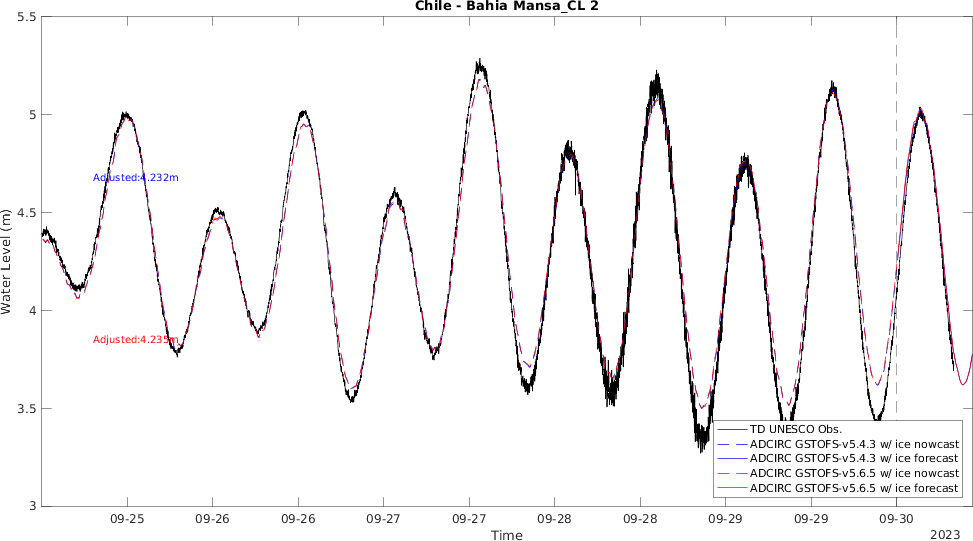 Chile - Bahia Mansa_CL 2
5.5
5
4.5
4
3.5
3
Water Level (m)
Adjusted:4.232m
Adjusted:4.235m
TD UNESCO Obs.
ADCIRC GSTOFS-v5.4.3 w/ ice nowcast
ADCIRC GSTOFS-v5.4.3 w/ ice forecast
ADCIRC GSTOFS-v5.6.5 w/ ice nowcast
ADCIRC GSTOFS-v5.6.5 w/ ice forecast
09-25 09-26 09-26 09-27 09-27 09-28 09-28 09-29 09-29 09-30
Time
2023